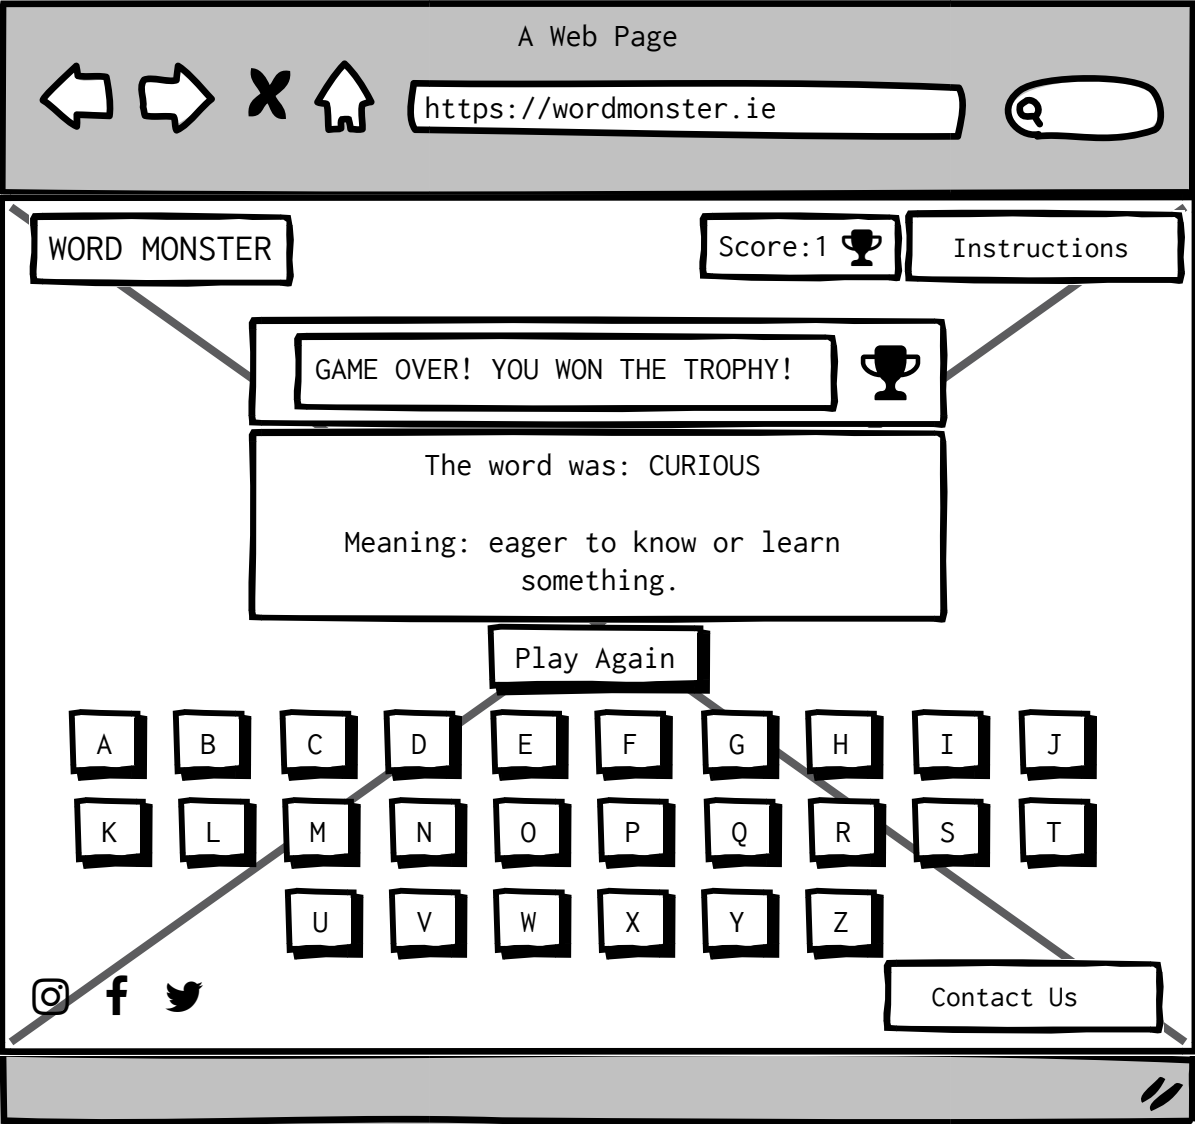 A Web Page
https://wordmonster.ie
WORD MONSTER
Score:1
Instructions
GAME OVER! YOU WON THE TROPHY!
The word was: CURIOUS
Meaning: eager to know or learn
something.
Play Again
A B C D E F G H I J
K L M N O P Q R S T
U V W X Y Z
Contact Us